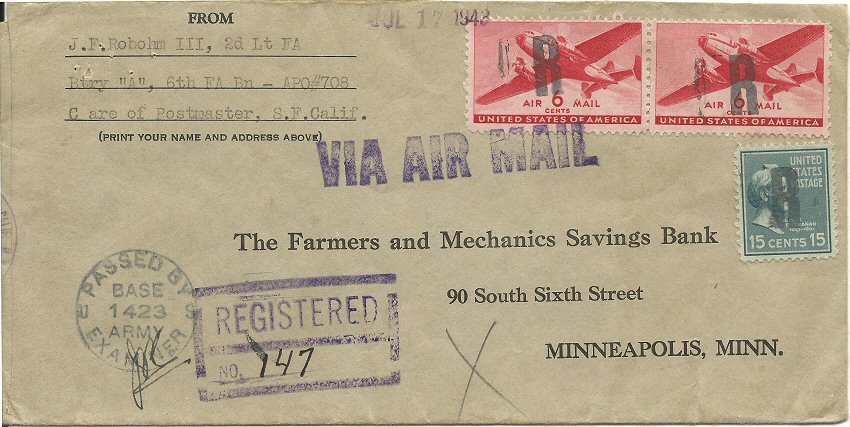 FROM
JUL 17 1943
J.F.Robohm III, 2d Lt FA
Btry "A", 6th FA Bn - APO#708
C are of Postmaster, S.F.Calif.
(PRINT YOUR NAME AND ADDRESS ABOVE)
R
AIR 6 MAIL
CENTS
UNITED STATES OF AMERICA
R
AIR 6 MAIL
CENTS
UNITED STATES OF AMERICA
VIA AIR MAIL
UNITED
STATES
POSTAGE
R
15 CENTS 15
The Farmers and Mechanics Savings Bank
90 South Sixth Street
MINNEAPOLIS, MINN.
PASSED BY
BASE
1423
ARMY
EXAMINER
REGISTERED
NO. 747